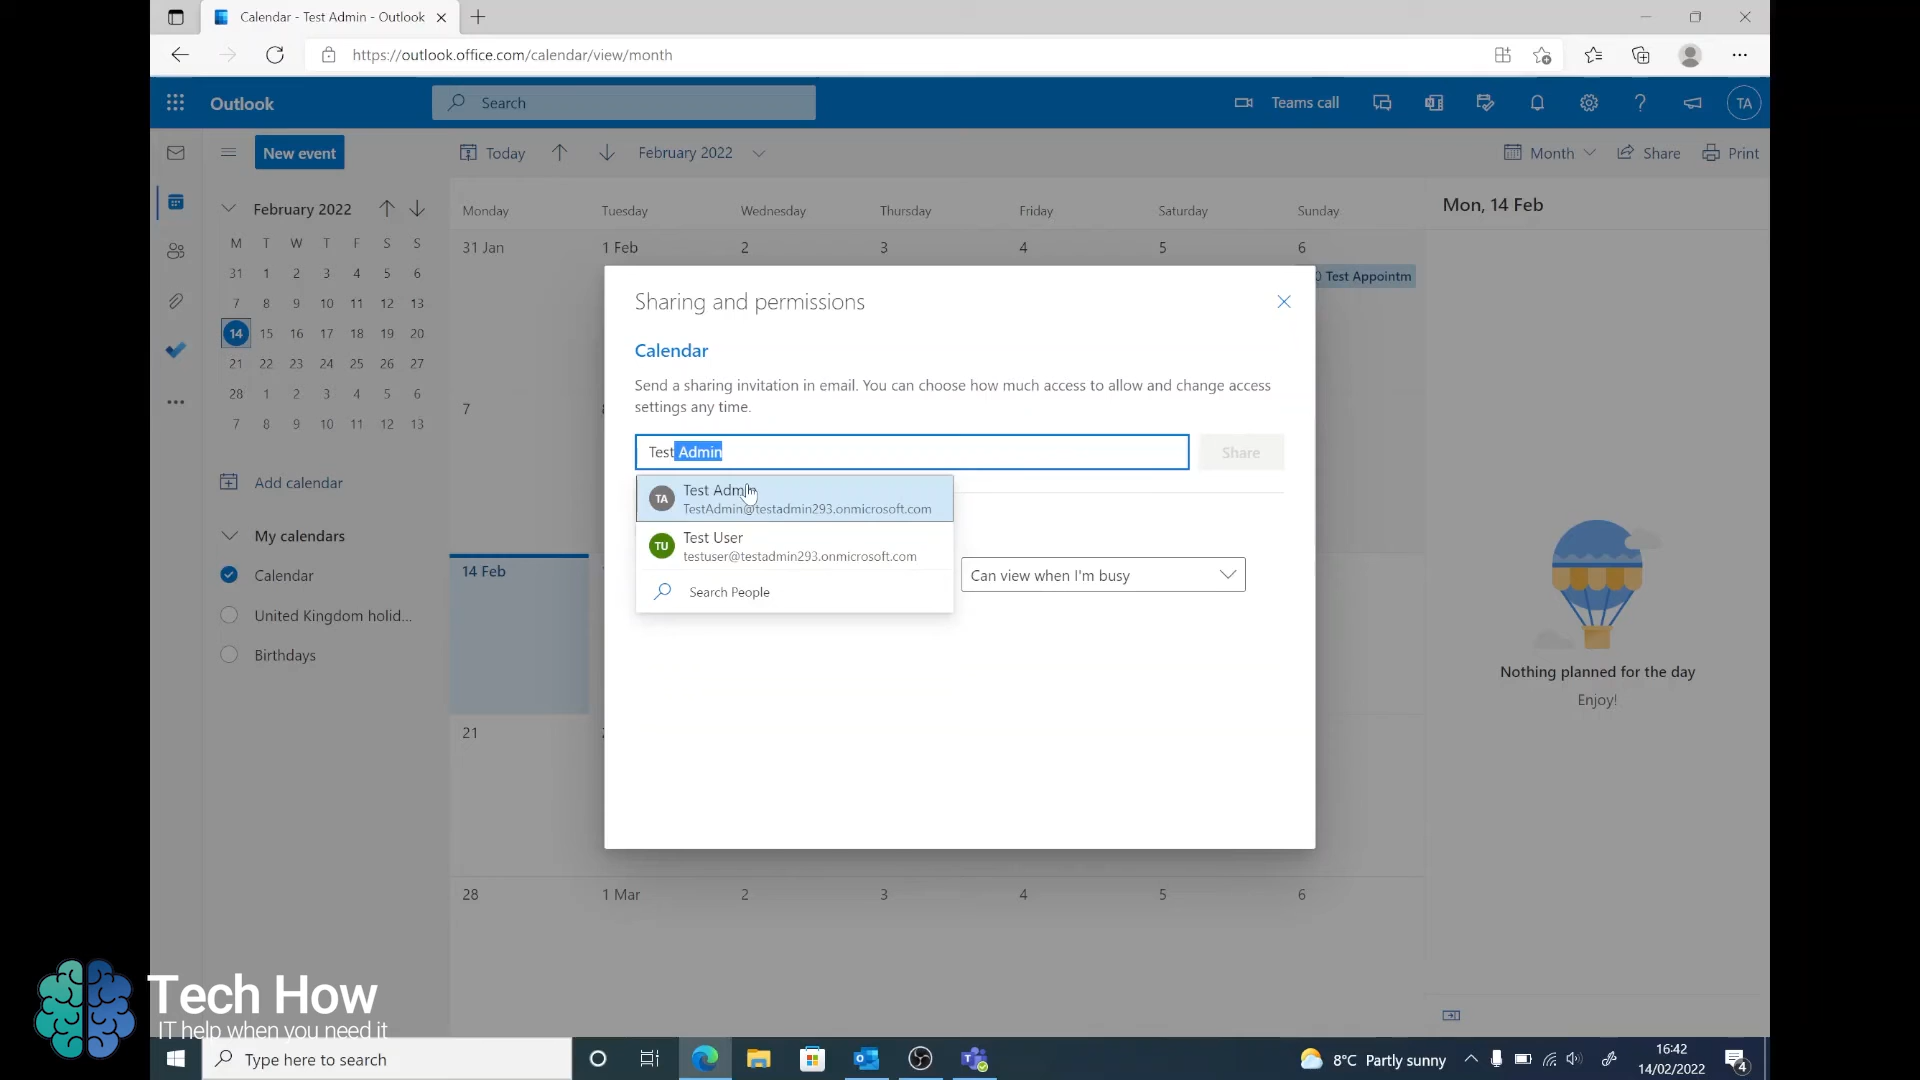 Calendar - Test Admin - Outlook
https://outlook.office.com/calendar/view/month
Outlook
Search
Teams call
TA
New event
Today
February 2022
Month
Share
Print
February 2022
M T W T F S S
31 1 2 3 4 5 6
7 8 9 10 11 12 13
14 15 16 17 18 19 20
21 22 23 24 25 26 27
28 1 2 3 4 5 6
7 8 9 10 11 12 13
Add calendar
My calendars
Calendar
United Kingdom holid...
Birthdays
Monday Tuesday Wednesday Thursday Friday Saturday Sunday
31 Jan 1 Feb 2 3 4 5 6
Test Appointm
7
14 Feb
21
28 1 Mar 2 3 4 5 6
Sharing and permissions
Calendar
Send a sharing invitation in email. You can choose how much access to allow and change access
settings any time.
Test Admin
Share
TA
Test Admin
TestAdmin@testadmin293.onmicrosoft.com
TU
Test User
testuser@testadmin293.onmicrosoft.com
Search People
Can view when I'm busy
Mon, 14 Feb
Nothing planned for the day
Enjoy!
Tech How
IT help when you need it
Type here to search
8°C Partly sunny
16:42
14/02/2022
4